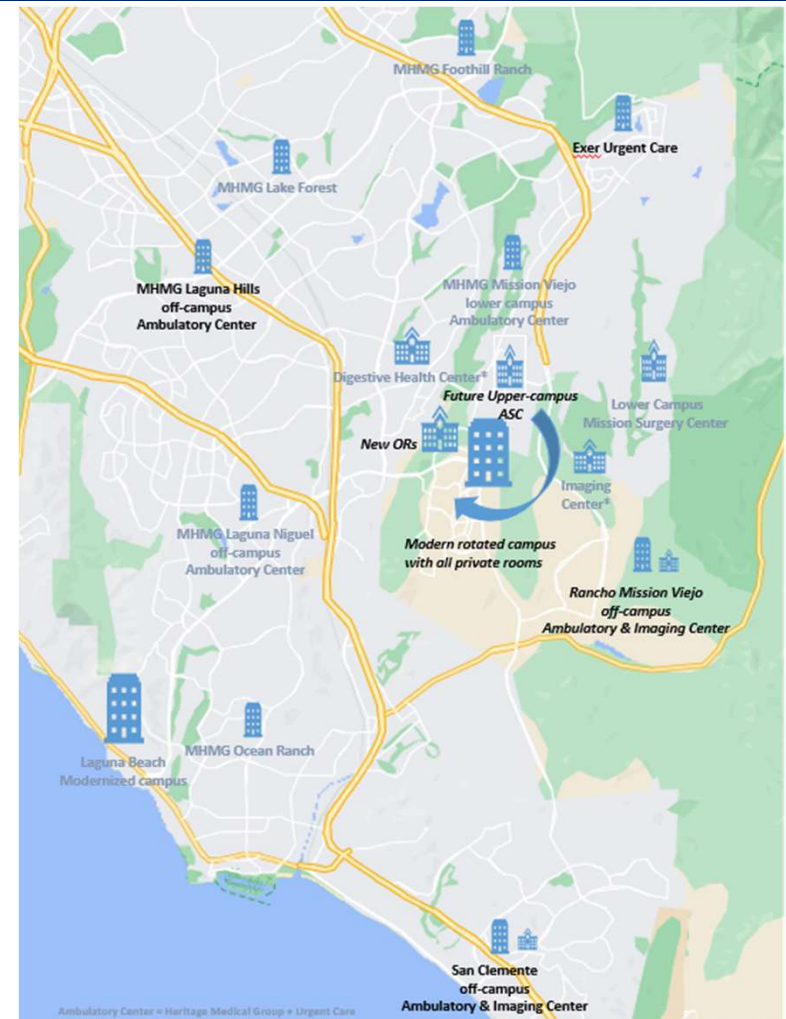 MHMG Foothill Ranch
Exer Urgent Care
MHMG Lake Forest
MHMG Laguna Hills
off-campus
Ambulatory Center
MHMG Mission Viejo
lower campus
Ambulatory Center
Digestive Health Center*
Future Upper-campus
ASC
Lower Campus
Mission Surgery Center
New ORs
Imaging
Center*
MHMG Laguna Niguel
off-campus
Ambulatory Center
Modern rotated campus
with all private rooms
Rancho Mission Viejo
off-campus
Ambulatory & Imaging Center
Laguna Beach
Modernized campus
MHMG Ocean Ranch
San Clemente
off-campus
Ambulatory & Imaging Center
Ambulatory Center = Heritage Medical Group + Urgent Care